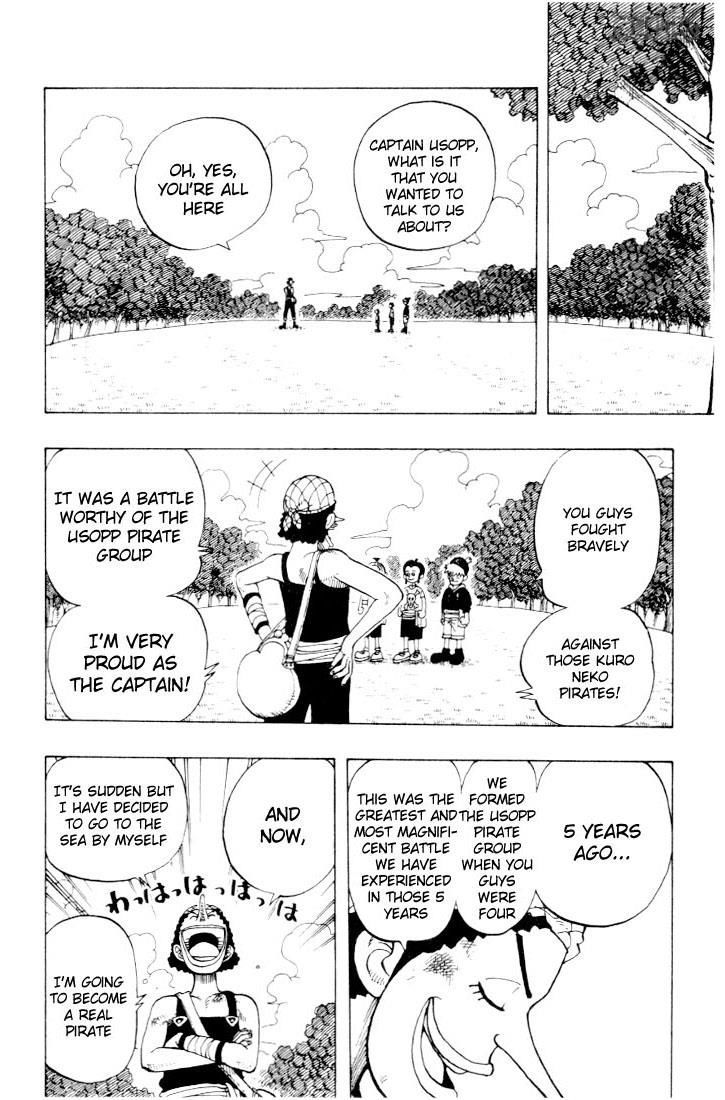 CAPTAIN USOPP,
WHAT IS IT
THAT YOU
WANTED TO
TALK TO US
ABOUT?
OH, YES,
YOU'RE ALL
HERE
YOU GUYS
FOUGHT
BRAVELY
AGAINST
THOSE KURO
NEKO
PIRATES!
IT WAS A BATTLE
WORTHY OF THE
USOPP PIRATE
GROUP
I'M VERY
PROUD AS
THE CAPTAIN!
5 YEARS
AGO...
WE
FORMED
THE USOPP
PIRATE
GROUP
WHEN YOU
GUYS
WERE
FOUR
THIS WAS THE
GREATEST AND
MOST MAGNIFI-
CENT BATTLE
WE HAVE
EXPERIENCED
IN THOSE 5
YEARS
AND
NOW,
IT'S SUDDEN BUT
I HAVE DECIDED
TO GO TO THE
SEA BY MYSELF
わっはっはっはっは
I'M GOING
TO BECOME
A REAL
PIRATE